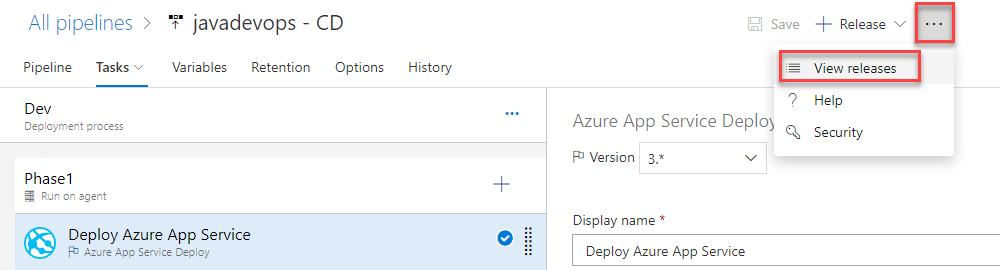 All pipelines > javadevops - CD
Save + Release ...
Pipeline Tasks Variables Retention Options History
View releases
Help
Security
Dev
Deployment process
...
Azure App Service Deploy
Version 3.*
Phase1
Run on agent
Deploy Azure App Service
Azure App Service Deploy
Display name *
Deploy Azure App Service